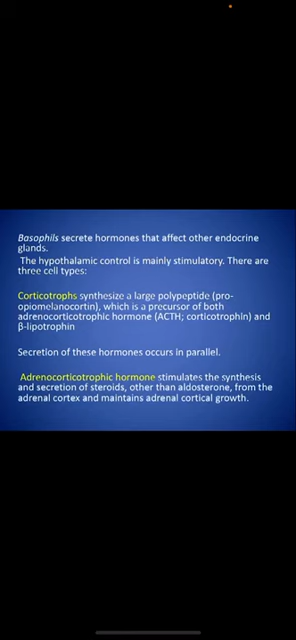 Basophils secrete hormones that affect other endocrine
glands.
The hypothalamic control is mainly stimulatory. There are
three cell types:
Corticotrophs synthesize a large polypeptide (pro-
opiomelanocortin), which is a precursor of both
adrenocorticotrophic hormone (ACTH; corticotrophin) and
β-lipotrophin
Secretion of these hormones occurs in parallel.
Adrenocorticotrophic hormone stimulates the synthesis
and secretion of steroids, other than aldosterone, from the
adrenal cortex and maintains adrenal cortical growth.